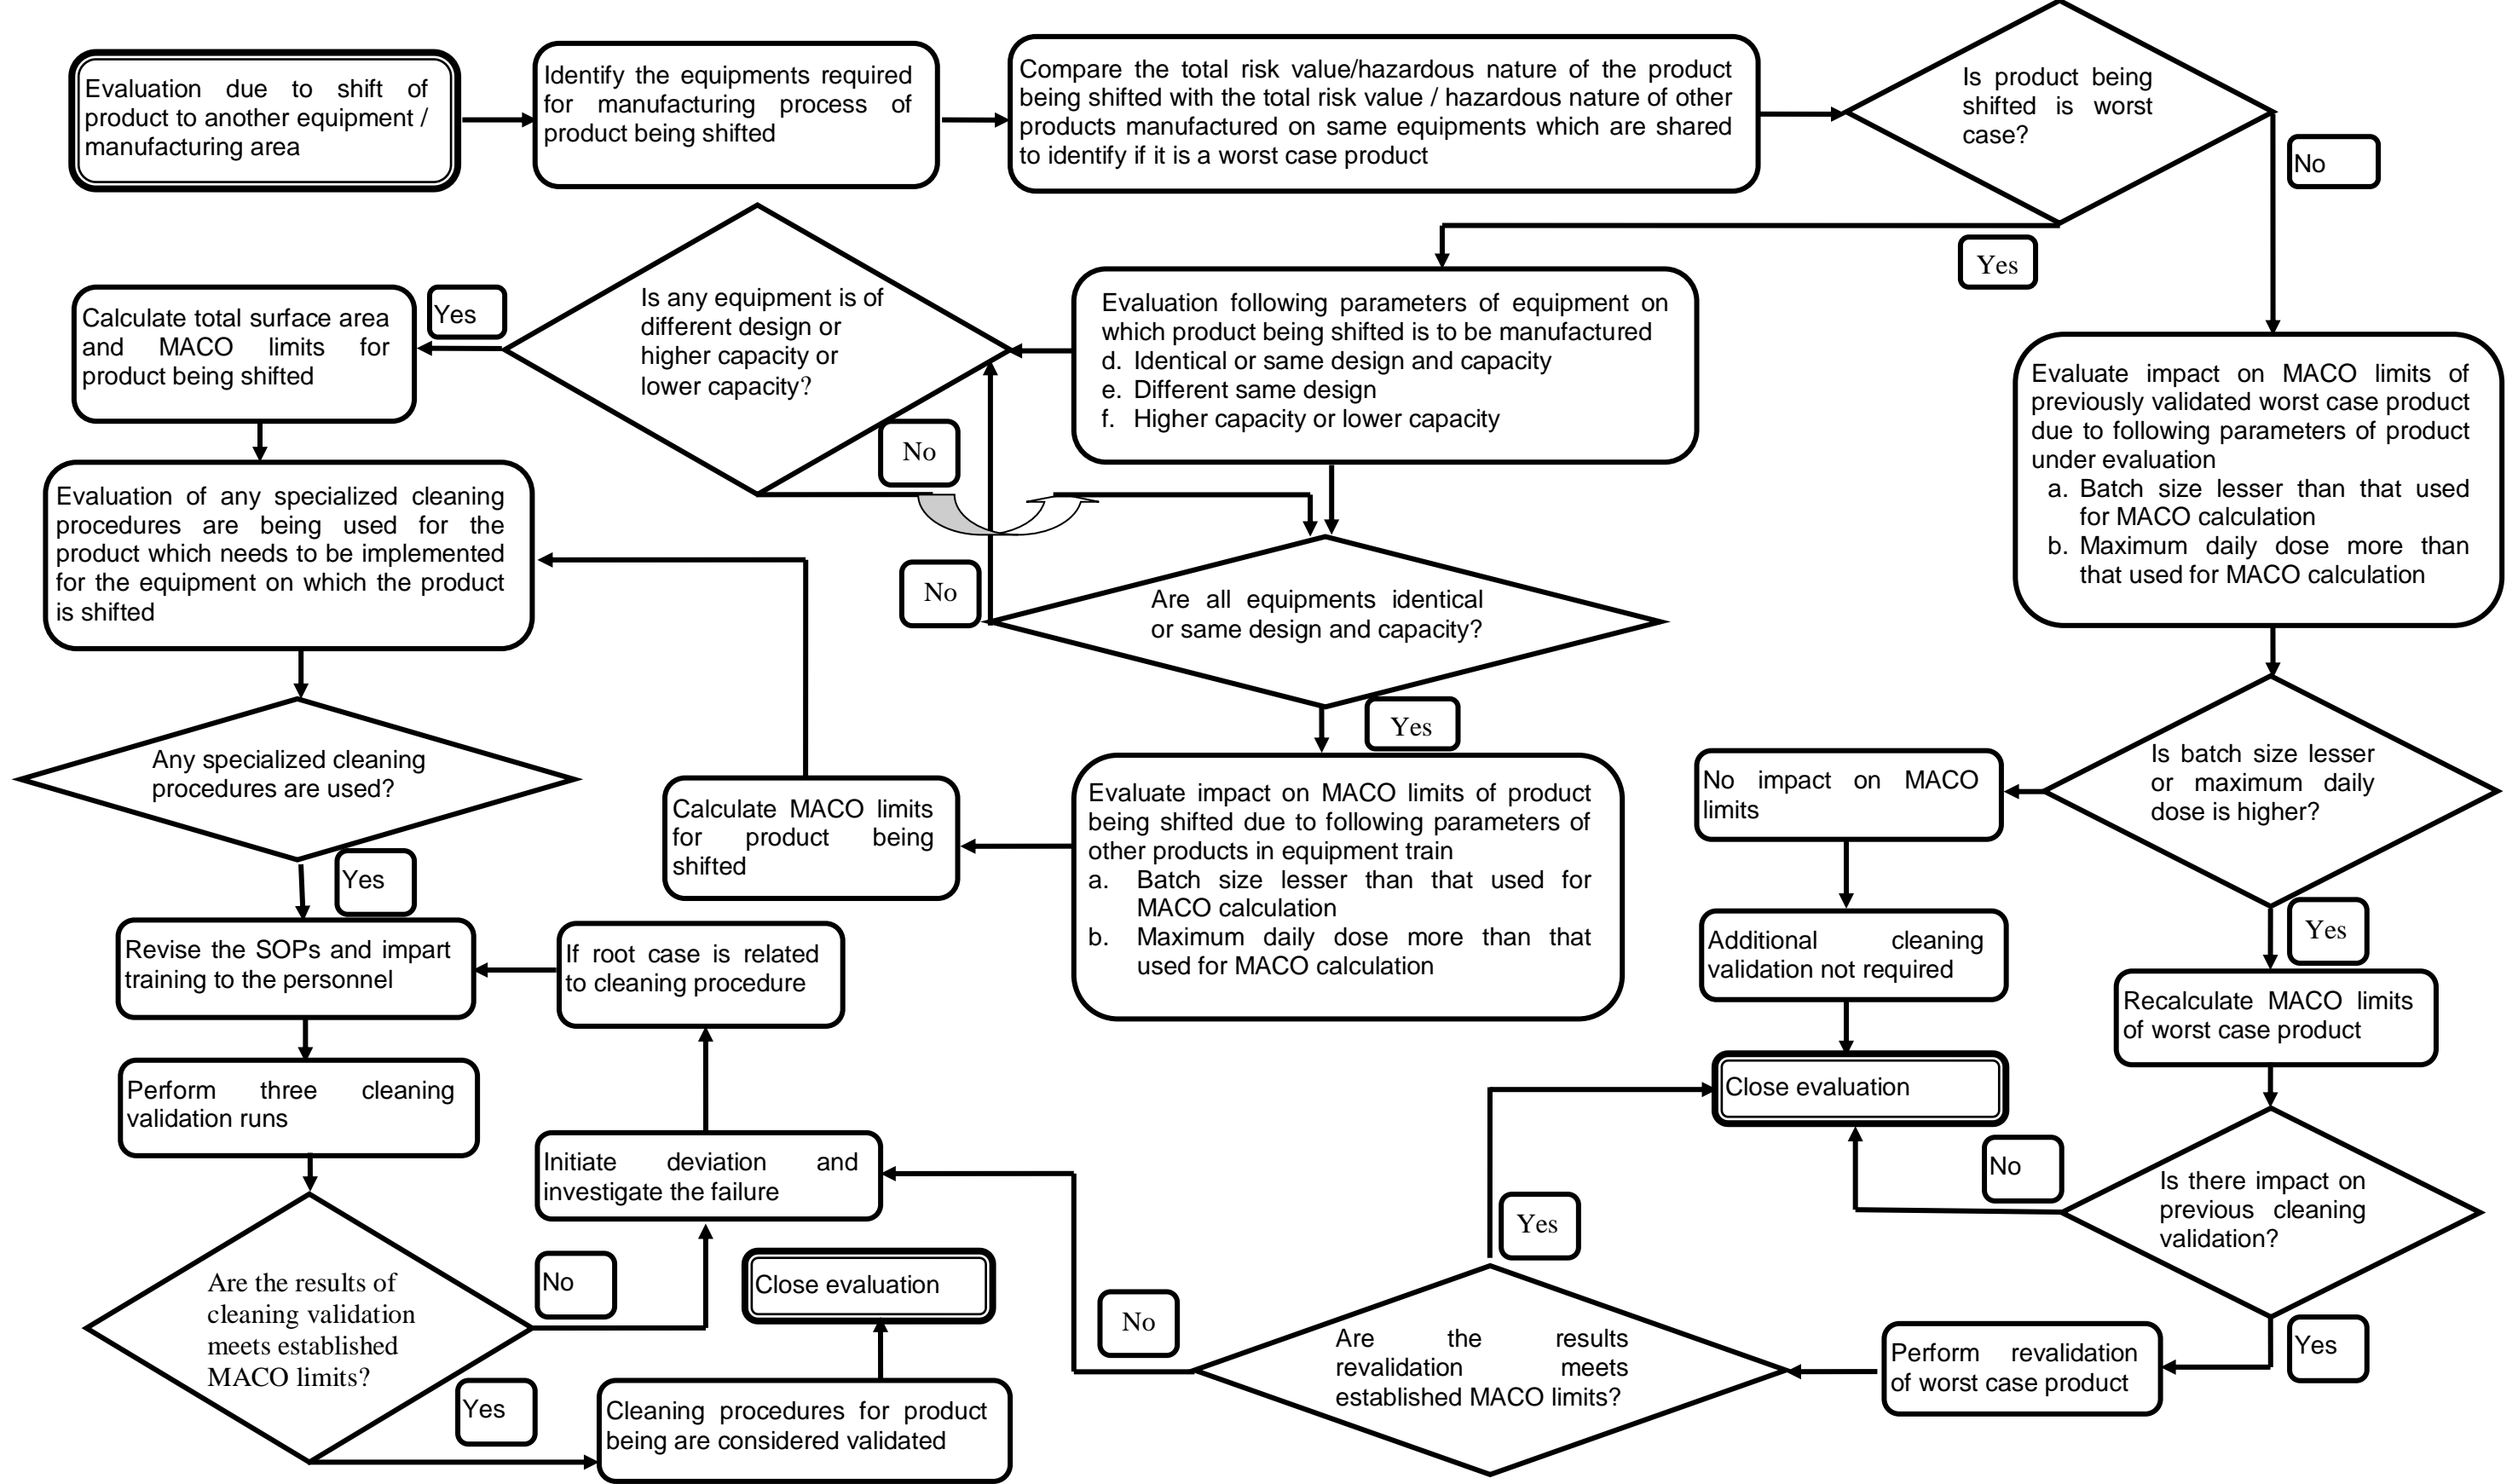 Evaluation due to shift of
product to another equipment /
manufacturing area
Identify the equipments required
for manufacturing process of
product being shifted
Compare the total risk value/hazardous nature of the product
being shifted with the total risk value / hazardous nature of other
products manufactured on same equipments which are shared
to identify if it is a worst case product
Is product being
shifted is worst
case?
No
Yes
Calculate total surface area
and MACO limits for
product being shifted
Yes
Is any equipment is of
different design or
higher capacity or
lower capacity?
No
Evaluation following parameters of equipment on
which product being shifted is to be manufactured
d. Identical or same design and capacity
e. Different same design
f. Higher capacity or lower capacity
Evaluate impact on MACO limits of
previously validated worst case product
due to following parameters of product
under evaluation
a. Batch size lesser than that used
for MACO calculation
b. Maximum daily dose more than
that used for MACO calculation
Evaluation of any specialized cleaning
procedures are being used for the
product which needs to be implemented
for the equipment on which the product
is shifted
No
Are all equipments identical
or same design and capacity?
Yes
Any specialized cleaning
procedures are used?
Yes
Calculate MACO limits
for product being
shifted
Evaluate impact on MACO limits of product
being shifted due to following parameters of
other products in equipment train
a. Batch size lesser than that used for
MACO calculation
b. Maximum daily dose more than that
used for MACO calculation
No impact on MACO
limits
Is batch size lesser
or maximum daily
dose is higher?
Yes
Revise the SOPs and impart
training to the personnel
If root case is related
to cleaning procedure
Additional cleaning
validation not required
Recalculate MACO limits
of worst case product
Perform three cleaning
validation runs
Initiate deviation and
investigate the failure
Close evaluation
No
Is there impact on
previous cleaning
validation?
Yes
Are the results of
cleaning validation
meets established
MACO limits?
No
Yes
Close evaluation
Cleaning procedures for product
being are considered validated
No
Yes
Are the results
revalidation meets
established MACO limits?
Perform revalidation
of worst case product